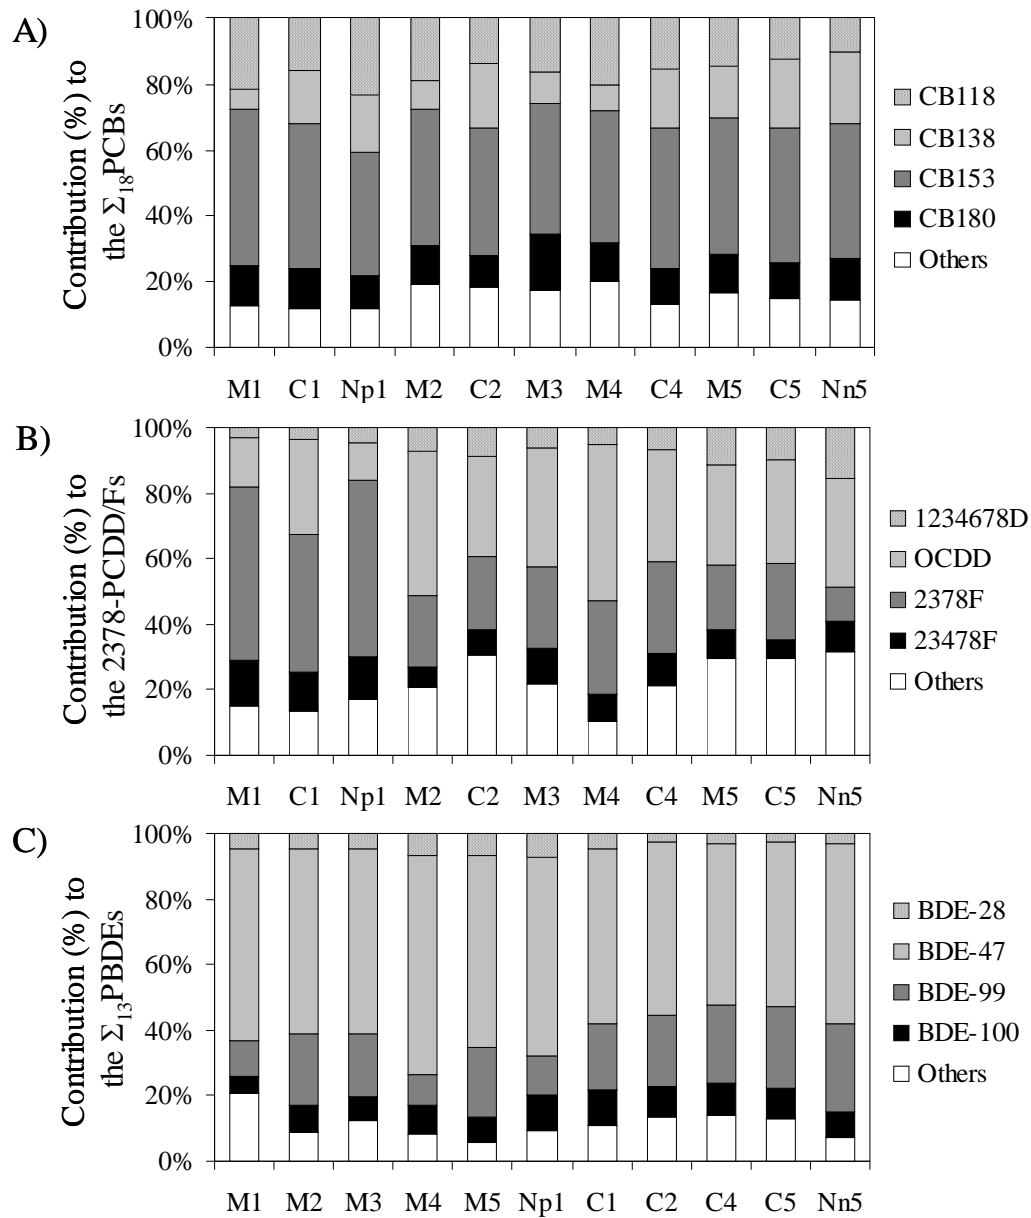 A)
Contribution (%) to
the Σ18PCBs
100%
80%
60%
40%
20%
0%
M1 C1 Np1 M2 C2 M3 M4 C4 M5 C5 Nn5
CB118
CB138
CB153
CB180
Others
B)
Contribution (%) to
the 2378-PCDD/Fs
100%
80%
60%
40%
20%
0%
M1 C1 Np1 M2 C2 M3 M4 C4 M5 C5 Nn5
1234678D
OCDD
2378F
23478F
Others
C)
Contribution (%) to
the Σ13PBDEs
100%
80%
60%
40%
20%
0%
M1 M2 M3 M4 M5 Np1 C1 C2 C4 C5 Nn5
BDE-28
BDE-47
BDE-99
BDE-100
Others